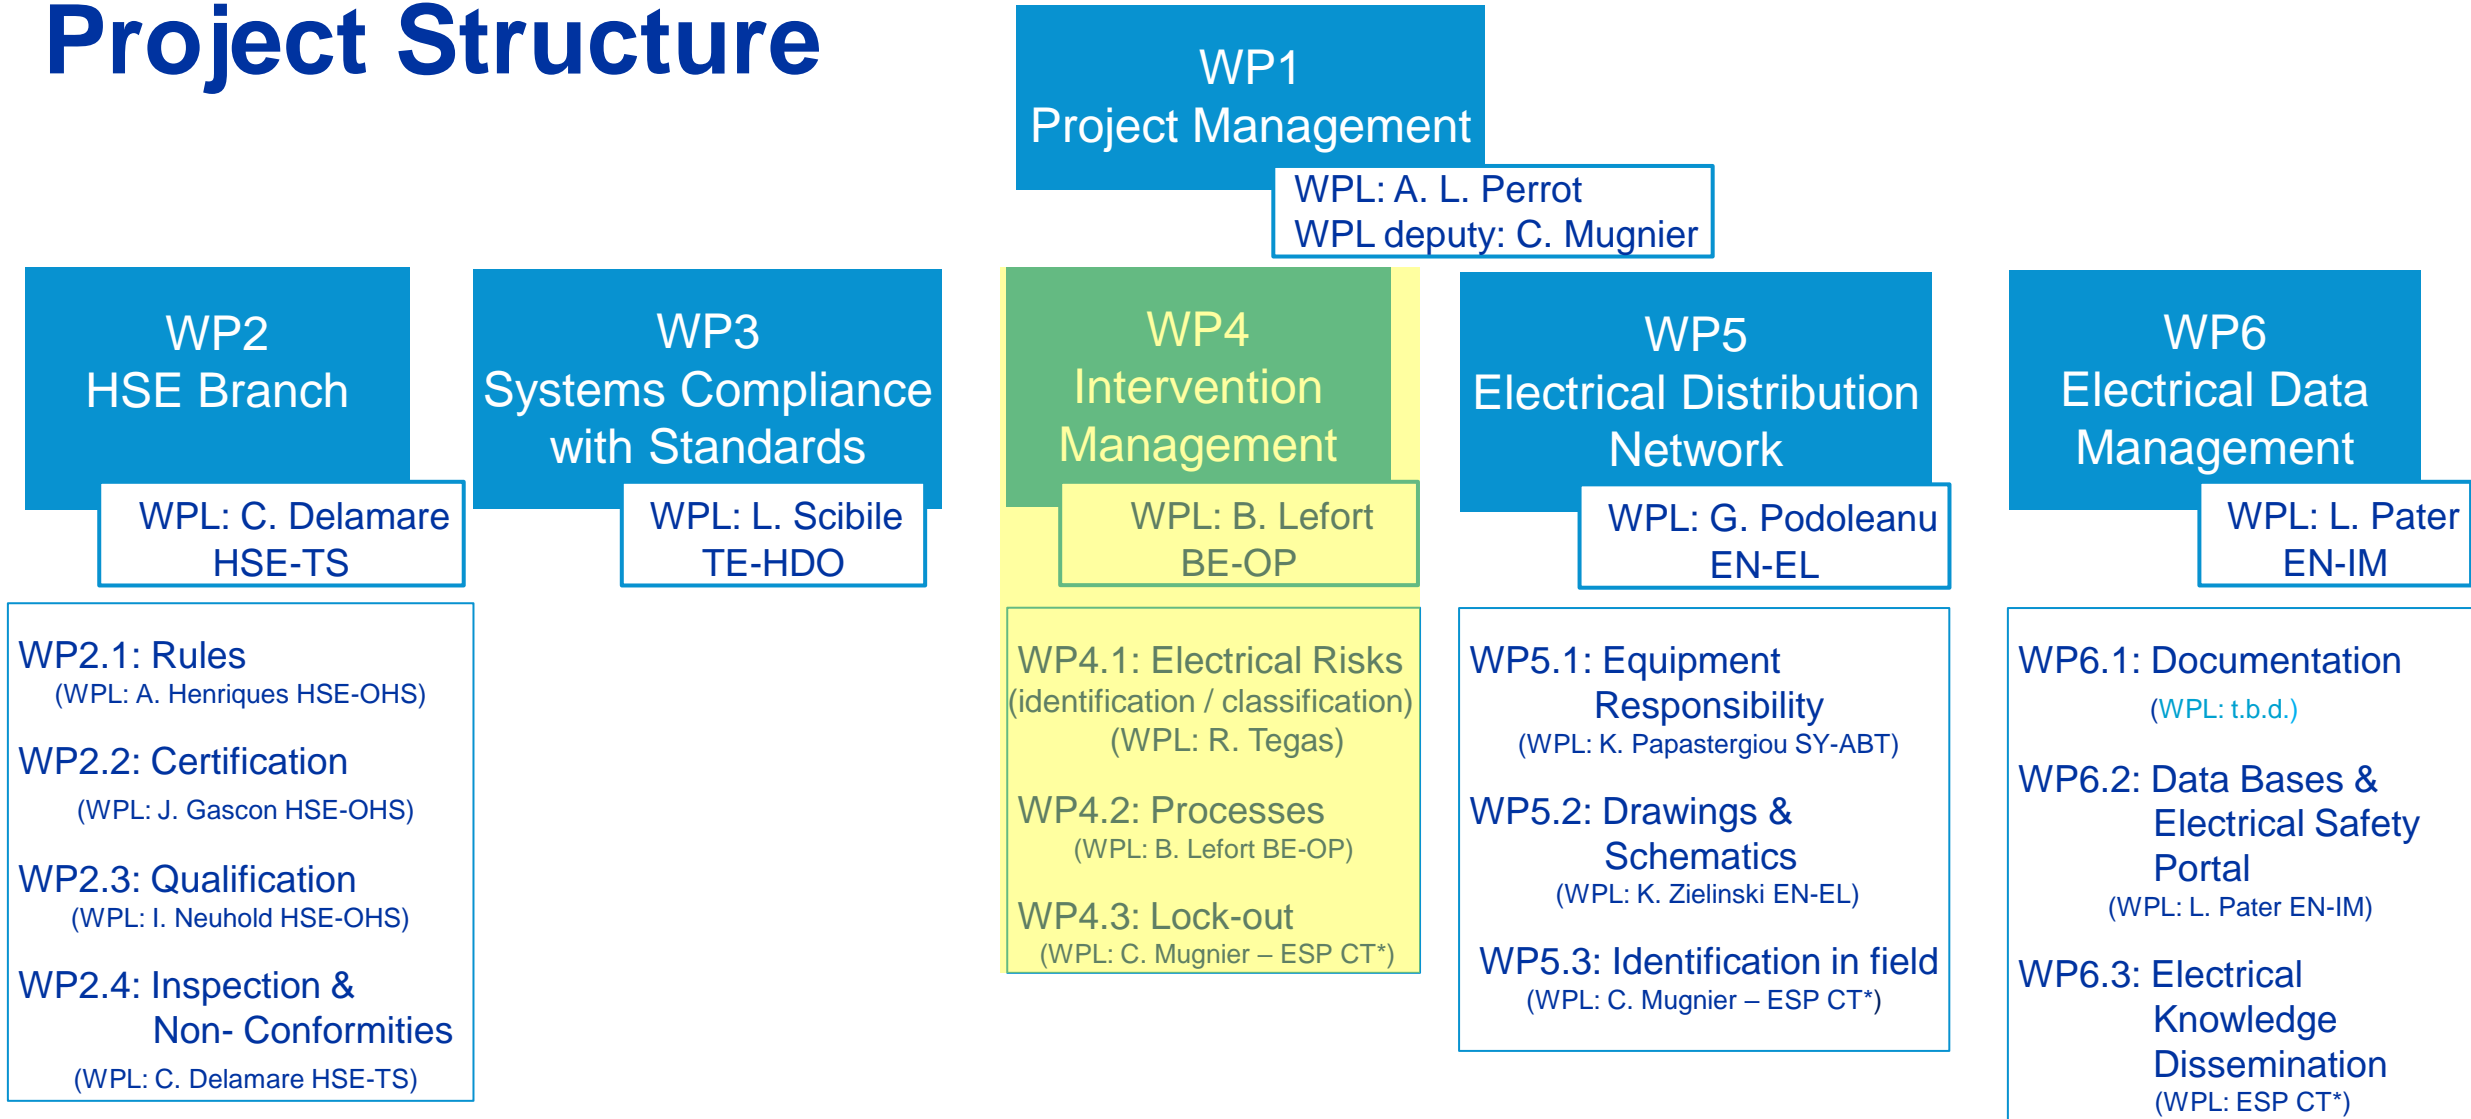 Project Structure
WP1
Project Management
WPL: A. L. Perrot
WPL deputy: C. Mugnier
WP2
HSE Branch
WPL: C. Delamare
HSE-TS
WP2.1: Rules
(WPL: A. Henriques HSE-OHS)
WP2.2: Certification
(WPL: J. Gascon HSE-OHS)
WP2.3: Qualification
(WPL: I. Neuhold HSE-OHS)
WP2.4: Inspection &
Non- Conformities
(WPL: C. Delamare HSE-TS)
WP3
Systems Compliance
with Standards
WPL: L. Scibile
TE-HDO
WP4
Intervention
Management
WPL: B. Lefort
BE-OP
WP4.1: Electrical Risks
(identification / classification)
(WPL: R. Tegas)
WP4.2: Processes
(WPL: B. Lefort BE-OP)
WP4.3: Lock-out
(WPL: C. Mugnier – ESP CT*)
WP5
Electrical Distribution
Network
WPL: G. Podoleanu
EN-EL
WP5.1: Equipment
Responsibility
(WPL: K. Papastergiou SY-ABT)
WP5.2: Drawings &
Schematics
(WPL: K. Zielinski EN-EL)
WP5.3: Identification in field
(WPL: C. Mugnier – ESP CT*)
WP6
Electrical Data
Management
WPL: L. Pater
EN-IM
WP6.1: Documentation
(WPL: t.b.d.)
WP6.2: Data Bases &
Electrical Safety
Portal
(WPL: L. Pater EN-IM)
WP6.3: Electrical
Knowledge
Dissemination
(WPL: ESP CT*)